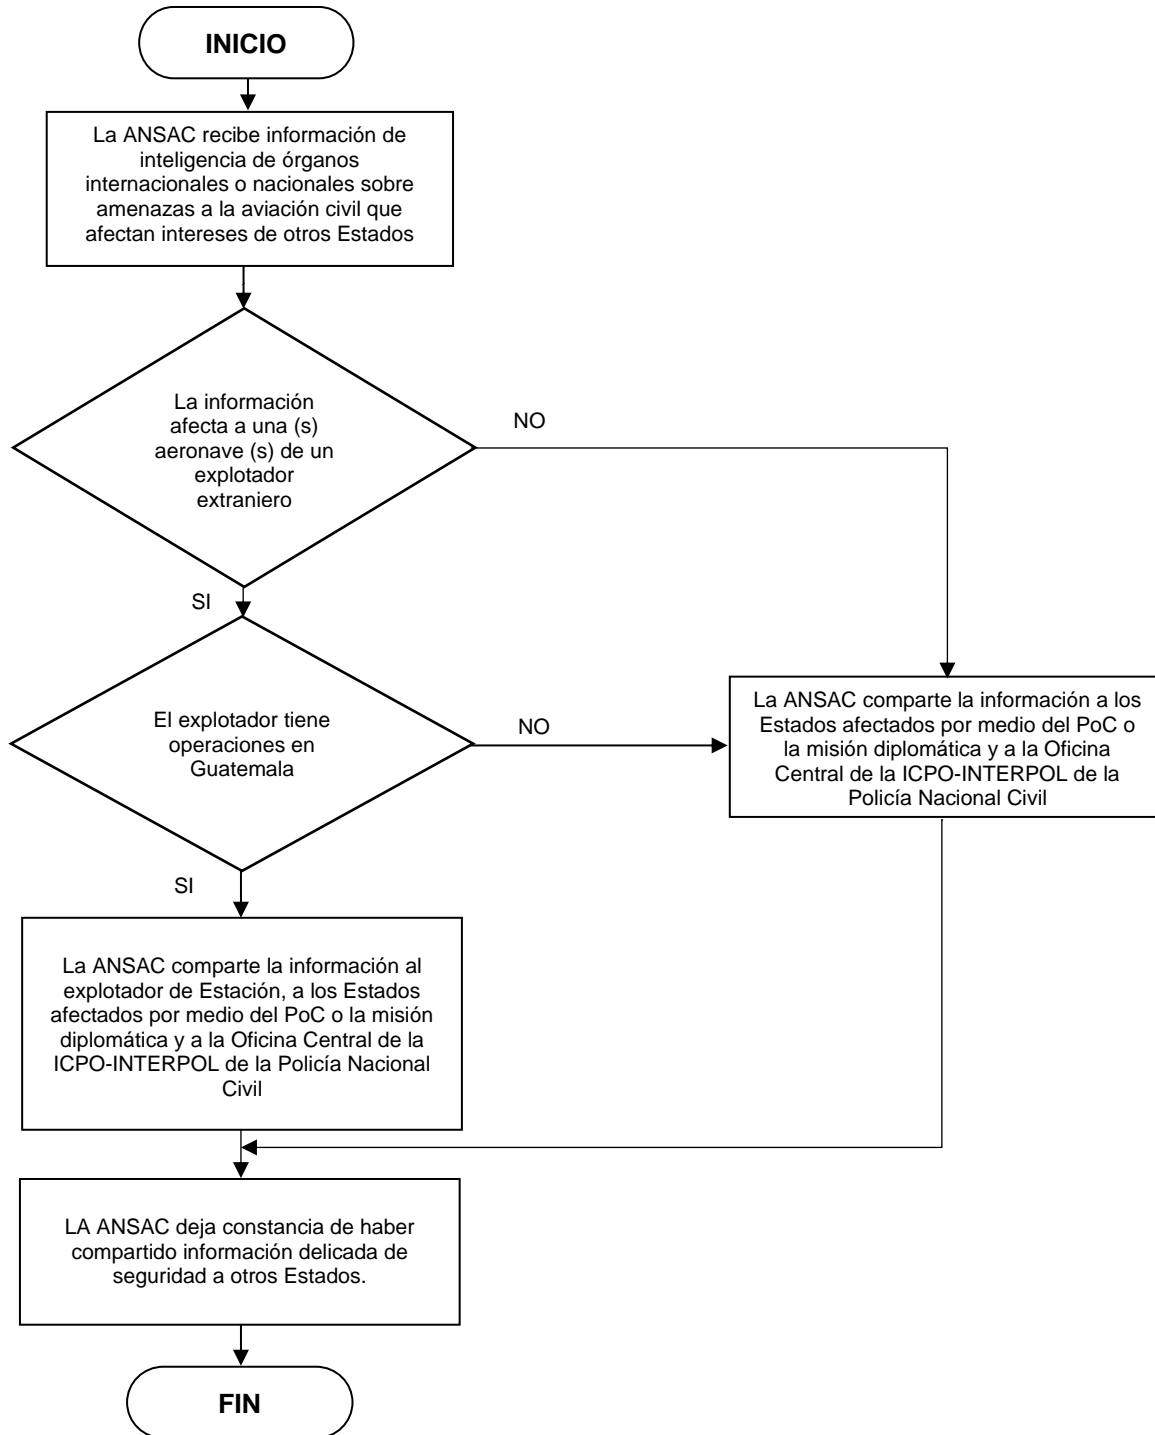 INICIO
La ANSAC recibe información de
inteligencia de órganos
internacionales o nacionales sobre
amenazas a la aviación civil que
afectan intereses de otros Estados
La información
afecta a una (s)
aeronave (s) de un
explotador
extraniero
NO
SI
El explotador tiene
operaciones en
Guatemala
NO
La ANSAC comparte la información a los
Estados afectados por medio del PoC o
la misión diplomática y a la Oficina
Central de la ICPO-INTERPOL de la
Policía Nacional Civil
SI
La ANSAC comparte la información al
explotador de Estación, a los Estados
afectados por medio del PoC o la misión
diplomática y a la Oficina Central de la
ICPO-INTERPOL de la Policía Nacional
Civil
LA ANSAC deja constancia de haber
compartido información delicada de
seguridad a otros Estados.
FIN